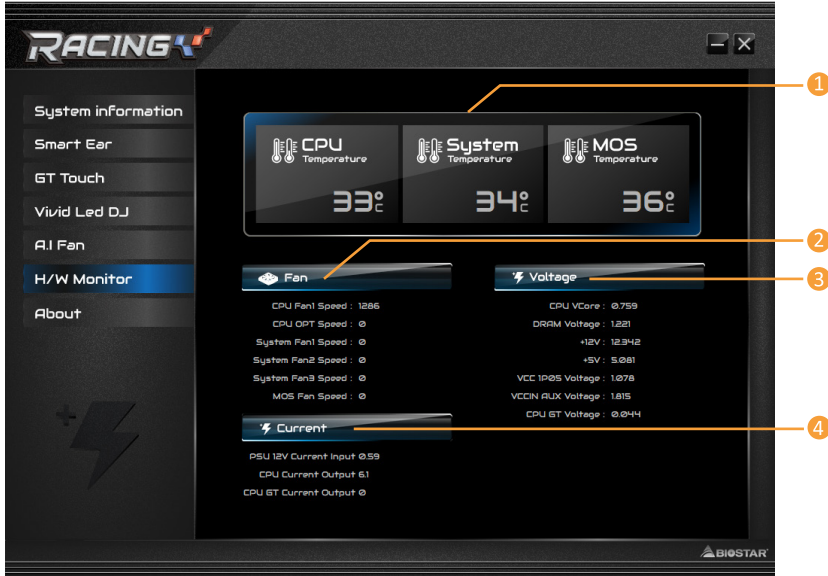 RACING
System information
Smart Ear
GT Touch
Vivid Led DJ
A.I Fan
H/W Monitor
About
1
CPU
Temperature
33°C
System
Temperature
34°C
MOS
Temperature
36°C
2
Fan
CPU Fan1 Speed : 1286
CPU OPT Speed : 0
System Fan1 Speed : 0
System Fan2 Speed : 0
System Fan3 Speed : 0
MOS Fan Speed : 0
3
Voltage
CPU VCore : 0.759
DRAM Voltage : 1.221
+12V : 12.342
+5V : 5.081
VCC 1P05 Voltage : 1.078
VCCIN AUX Voltage : 1.815
CPU GT Voltage : 0.044
4
Current
PSU 12V Current Input 0.59
CPU Current Output 6.1
CPU GT Current Output 0
BIOSTAR